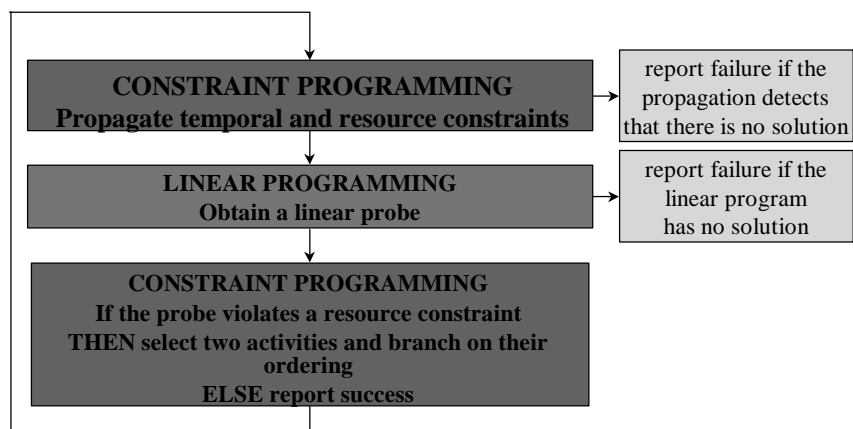 CONSTRAINT PROGRAMMING
Propagate temporal and resource constraints
report failure if the
propagation detects
that there is no solution
LINEAR PROGRAMMING
Obtain a linear probe
report failure if the
linear program
has no solution
CONSTRAINT PROGRAMMING
If the probe violates a resource constraint
THEN select two activities and branch on their
ordering
ELSE report success